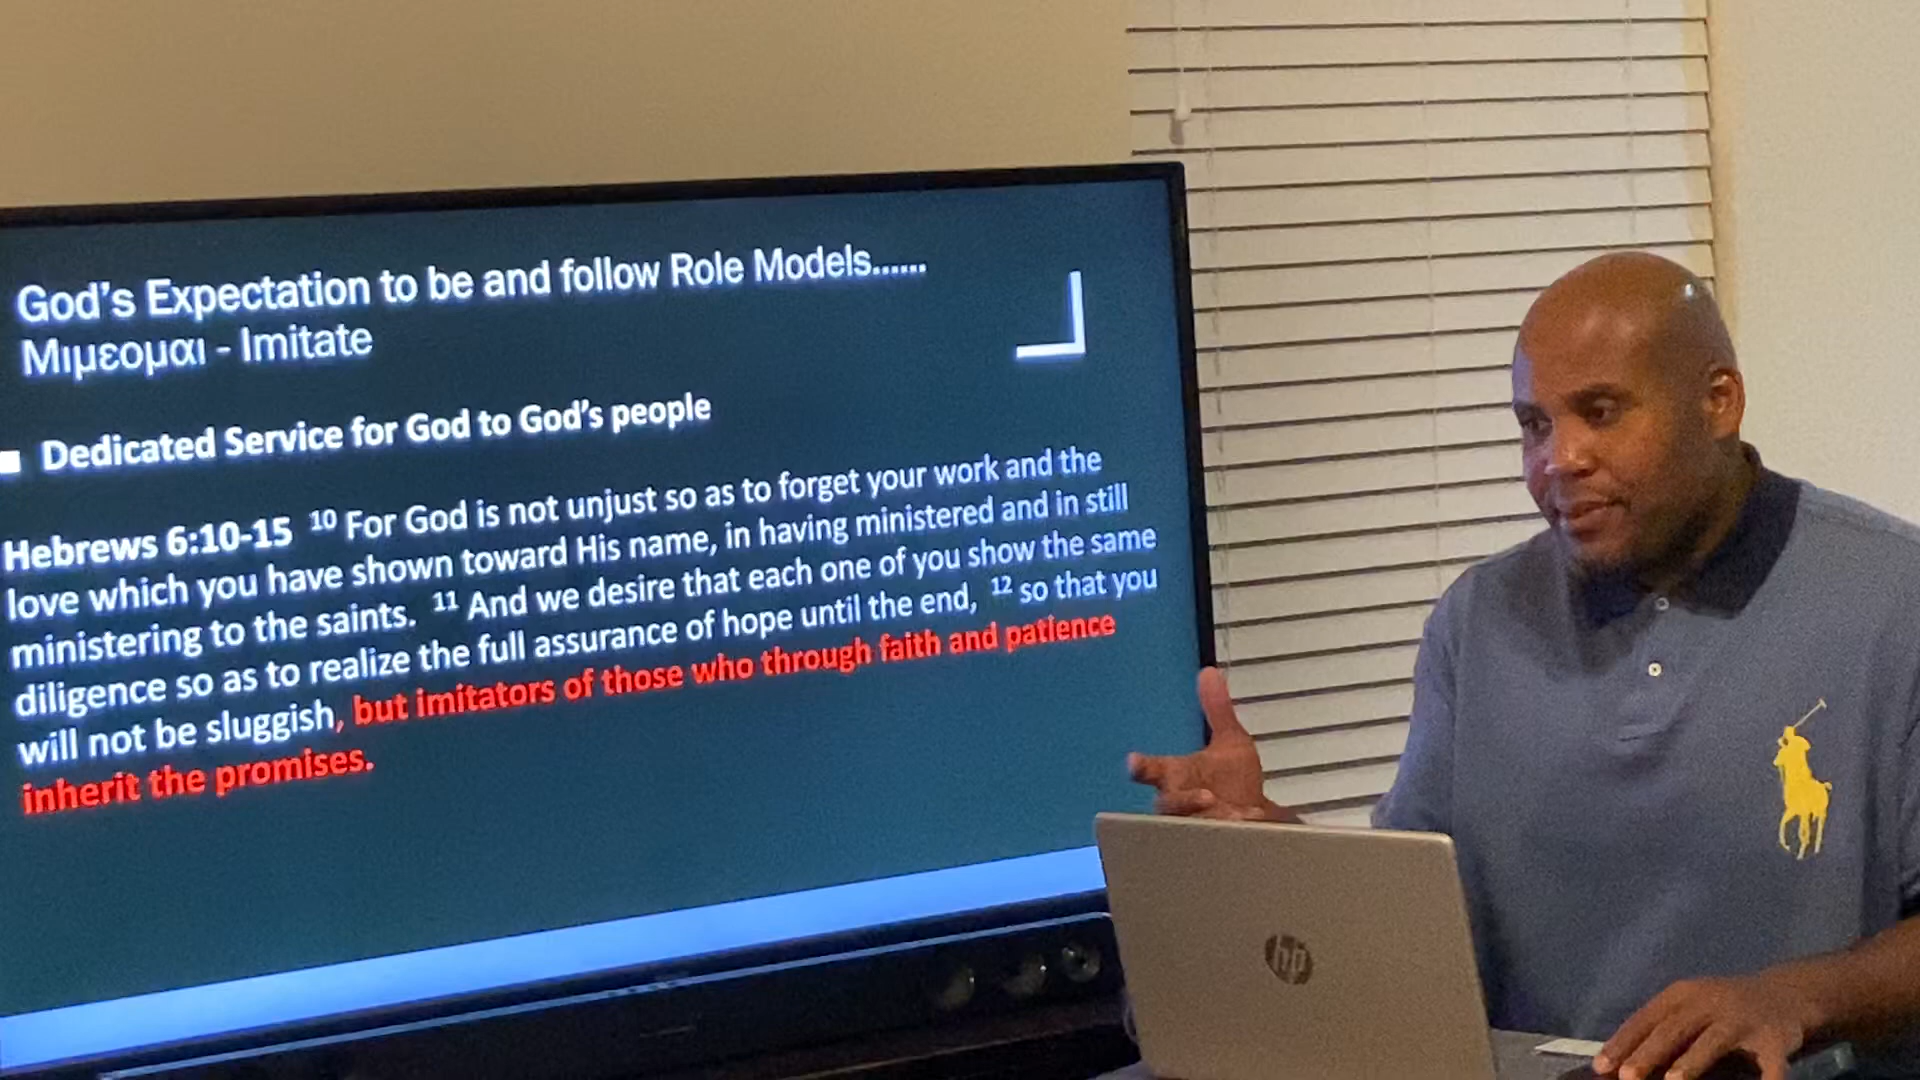 God's Expectation to be and follow Role Models......
Μιμεομαι - Imitate
Dedicated Service for God to God's people
Hebrews 6:10-15 ¹⁰ For God is not unjust so as to forget your work and the
love which you have shown toward His name, in having ministered and in still
ministering to the saints. ¹¹ And we desire that each one of you show the same
diligence so as to realize the full assurance of hope until the end, ¹² so that you
will not be sluggish, but imitators of those who through faith and patience
inherit the promises.
hp